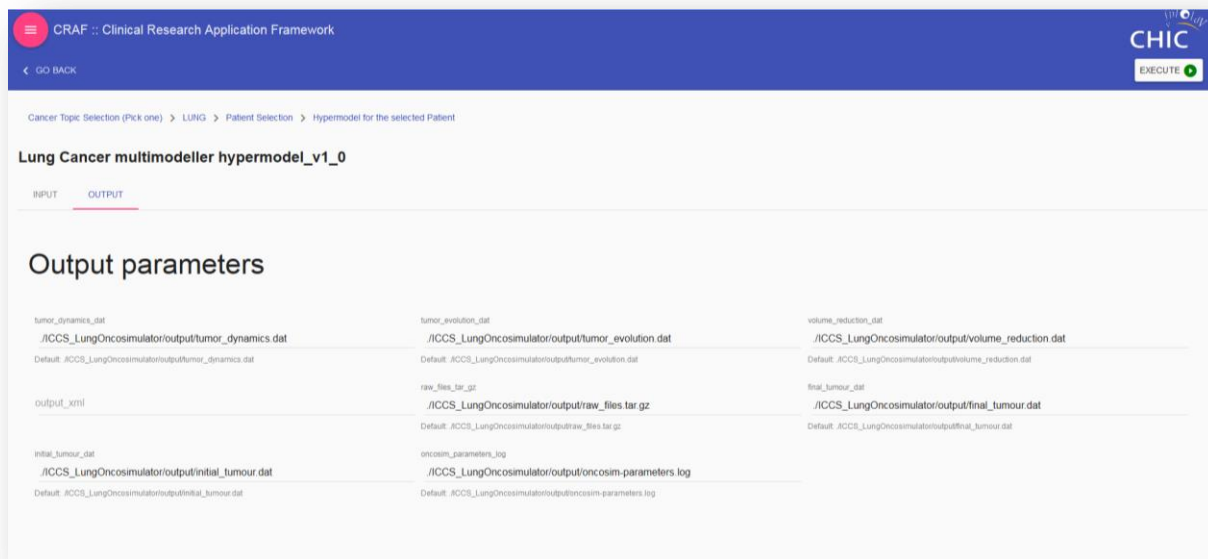 CRAF :: Clinical Research Application Framework
CHIC
GO BACK
EXECUTE
Cancer Topic Selection (Pick one) > LUNG > Patient Selection > Hypermodel for the selected Patient
Lung Cancer multimodeller hypermodel_v1_0
INPUT OUTPUT
Output parameters
tumor_dynamics_dat tumor_evolution_dat volume_reduction_dat
./ICCS_LungOncosimulator/output/tumor_dynamics.dat ./ICCS_LungOncosimulator/output/tumor_evolution.dat ./ICCS_LungOncosimulator/output/volume_reduction.dat
Default: ./ICCS_LungOncosimulator/output/tumor_dynamics.dat Default: ./ICCS_LungOncosimulator/output/tumor_evolution.dat Default: ./ICCS_LungOncosimulator/output/volume_reduction.dat
raw_files_tar_gz final_tumour_dat
output_xml ./ICCS_LungOncosimulator/output/raw_files.tar.gz ./ICCS_LungOncosimulator/output/final_tumour.dat
Default: ./ICCS_LungOncosimulator/output/raw_files.tar.gz Default: ./ICCS_LungOncosimulator/output/final_tumour.dat
initial_tumour_dat oncosim_parameters_log
./ICCS_LungOncosimulator/output/initial_tumour.dat ./ICCS_LungOncosimulator/output/oncosim-parameters.log
Default: ./ICCS_LungOncosimulator/output/initial_tumour.dat Default: ./ICCS_LungOncosimulator/output/oncosim-parameters.log